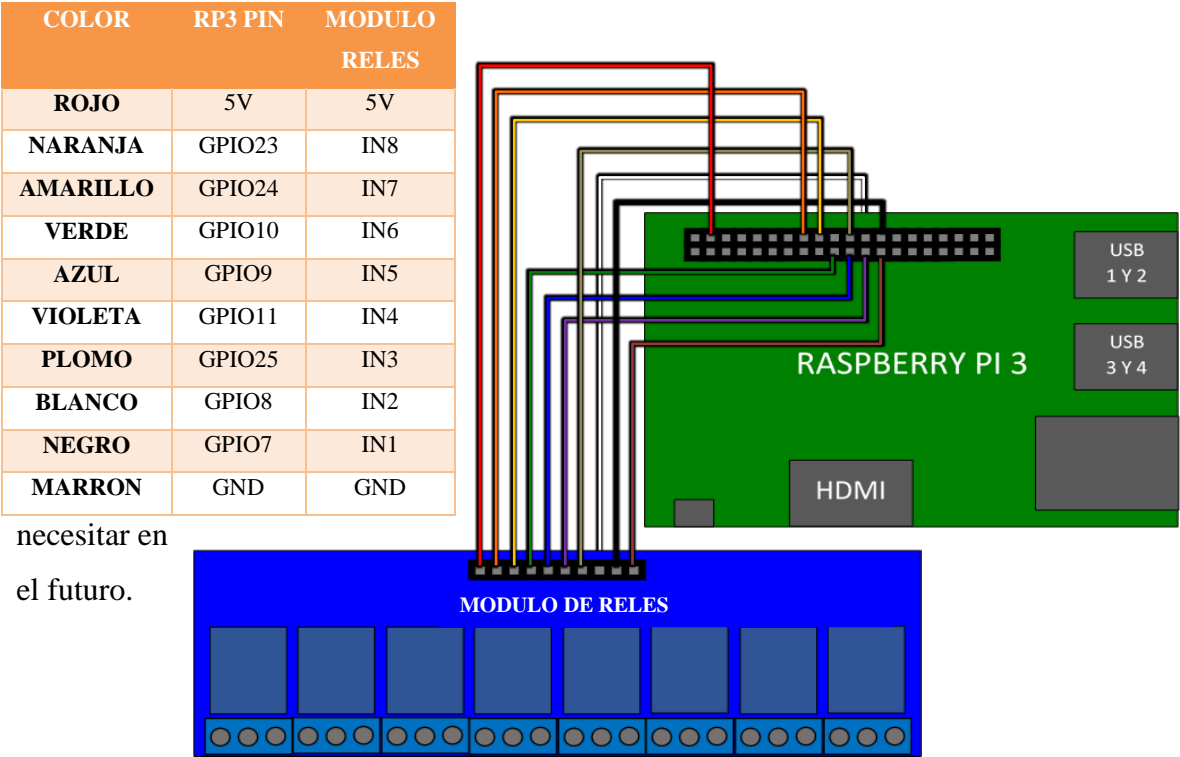 COLOR RP3 PIN MODULO
RELES
ROJO 5V 5V
NARANJA GPIO23 IN8
AMARILLO GPIO24 IN7
VERDE GPIO10 IN6
AZUL GPIO9 IN5
VIOLETA GPIO11 IN4
PLOMO GPIO25 IN3
BLANCO GPIO8 IN2
NEGRO GPIO7 IN1
MARRON GND GND
necesitar en
el futuro.
USB
1 Y 2
USB
3 Y 4
RASPBERRY PI 3
HDMI
MODULO DE RELES